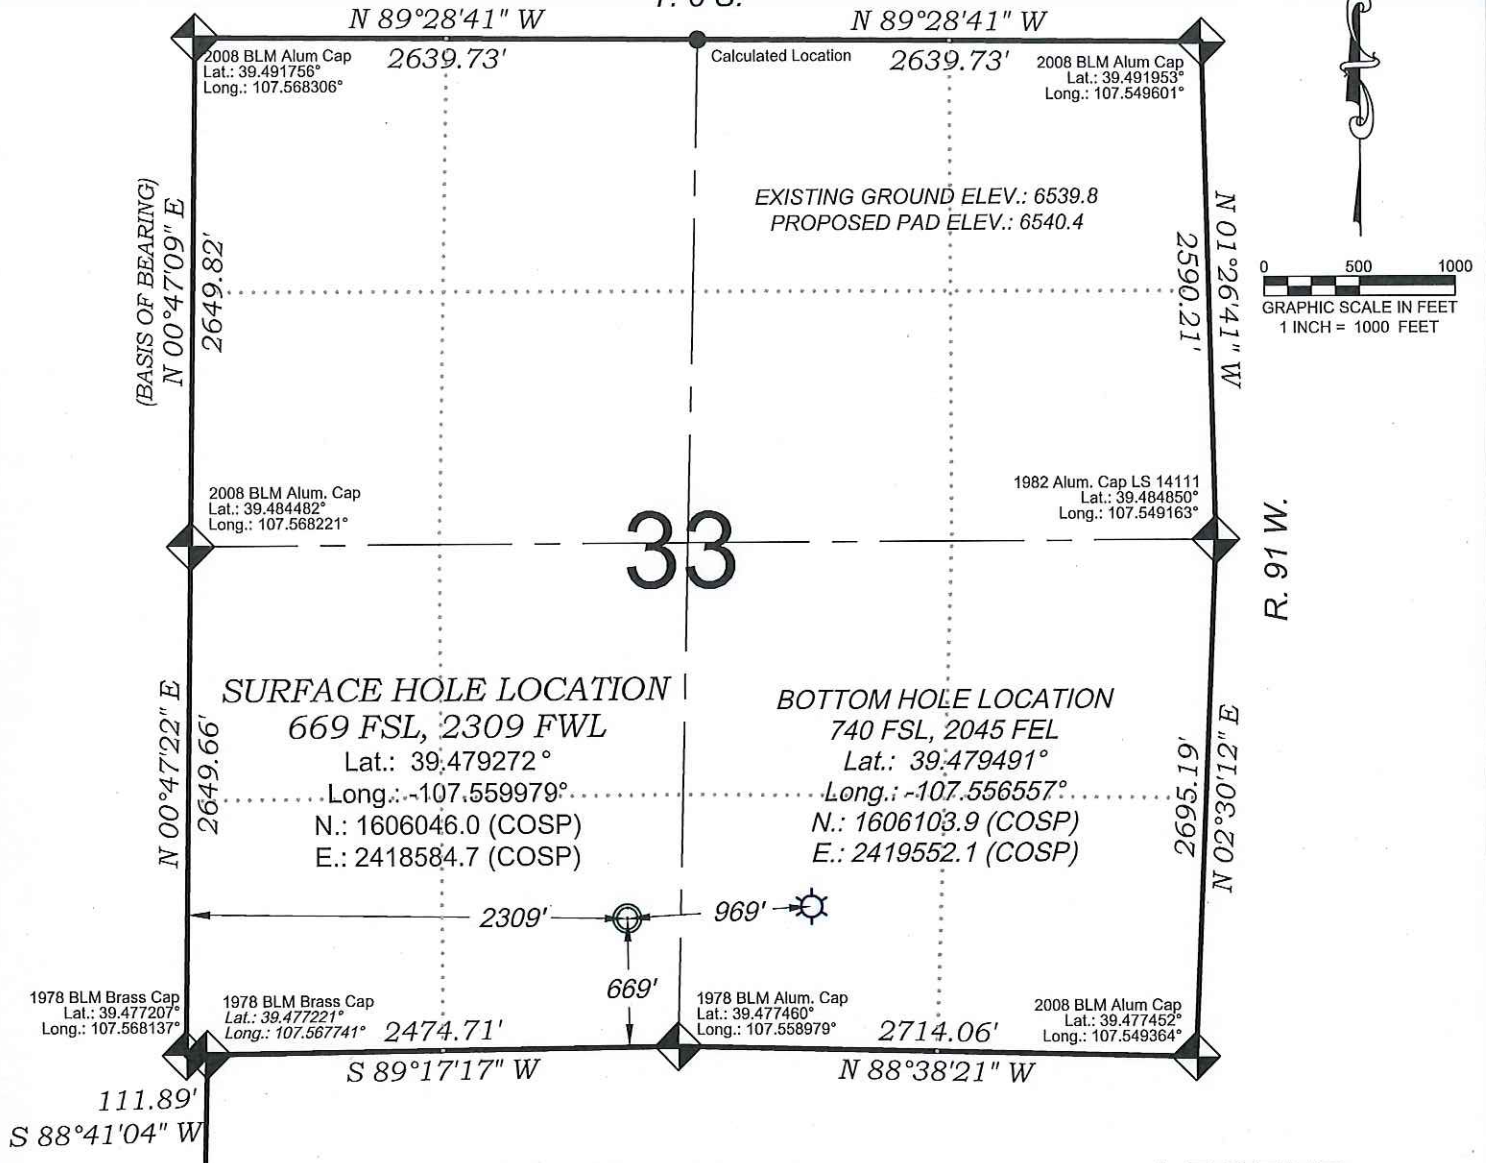 N 89°28'41" W
N 89°28'41" W
2639.73'
2639.73'
2008 BLM Alum Cap
Lat.: 39.491756°
Long.: 107.568306°
Calculated Location
2008 BLM Alum Cap
Lat.: 39.491953°
Long.: 107.549601°
EXISTING GROUND ELEV.: 6539.8
PROPOSED PAD ELEV.: 6540.4
(BASIS OF BEARING)
N 00°47'09" E
2649.82'
2590.21'
N 01°26'41" W
0 500 1000
GRAPHIC SCALE IN FEET
1 INCH = 1000 FEET
2008 BLM Alum. Cap
Lat.: 39.484482°
Long.: 107.568221°
33
1982 Alum. Cap LS 14111
Lat.: 39.484850°
Long.: 107.549163°
R. 91 W.
SURFACE HOLE LOCATION
669 FSL, 2309 FWL
Lat.: 39.479272°
Long.: -107.559979°
N.: 1606046.0 (COSP)
E.: 2418584.7 (COSP)
BOTTOM HOLE LOCATION
740 FSL, 2045 FEL
Lat.: 39.479491°
Long.: -107.556557°
N.: 1606103.9 (COSP)
E.: 2419552.1 (COSP)
N 00°47'22" E
2649.66'
2695.19'
N 02°30'12" E
2309'
969'
669'
1978 BLM Brass Cap
Lat.: 39.477207°
Long.: 107.568137°
1978 BLM Brass Cap
Lat.: 39.477221°
Long.: 107.567741°
2474.71'
1978 BLM Alum. Cap
Lat.: 39.477460°
Long.: 107.558979°
2714.06'
2008 BLM Alum Cap
Lat.: 39.477452°
Long.: 107.549364°
S 89°17'17" W
N 88°38'21" W
111.89'
S 88°41'04" W